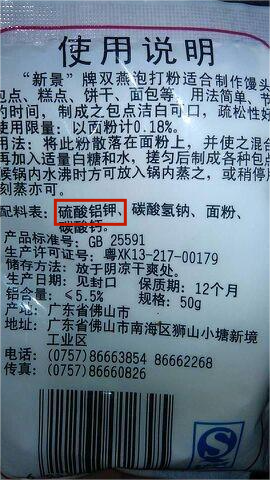 使用说明
“新景”牌双燕泡打粉适合制作馒头
包点、糕点、饼干、面包等，用法简单、节
约时间，制成之包点洁白可口，疏松性好
使用限量：以面粉计0.18%。
用法：将此粉散落在面粉上，并使之混合
再加入适量白糖和水，搓匀后制成各种包点
候锅内水沸时方可放入锅内蒸之，或稍停
刻蒸亦可。
配料表：硫酸铝钾、碳酸氢钠、面粉、
碳酸钙。
产品标准号：GB 25591
生产许可证号：粤XK13-217-00179
储存方法：放于阴凉干爽处。
生产日期：见封口 保质期：12个月
铝含量：≤5.5% 规格：50g
产地：广东省佛山市
地址：广东省佛山市南海区狮山小塘新境
工业区
电话：(0757)86663854 86662268
传真：(0757)86660826